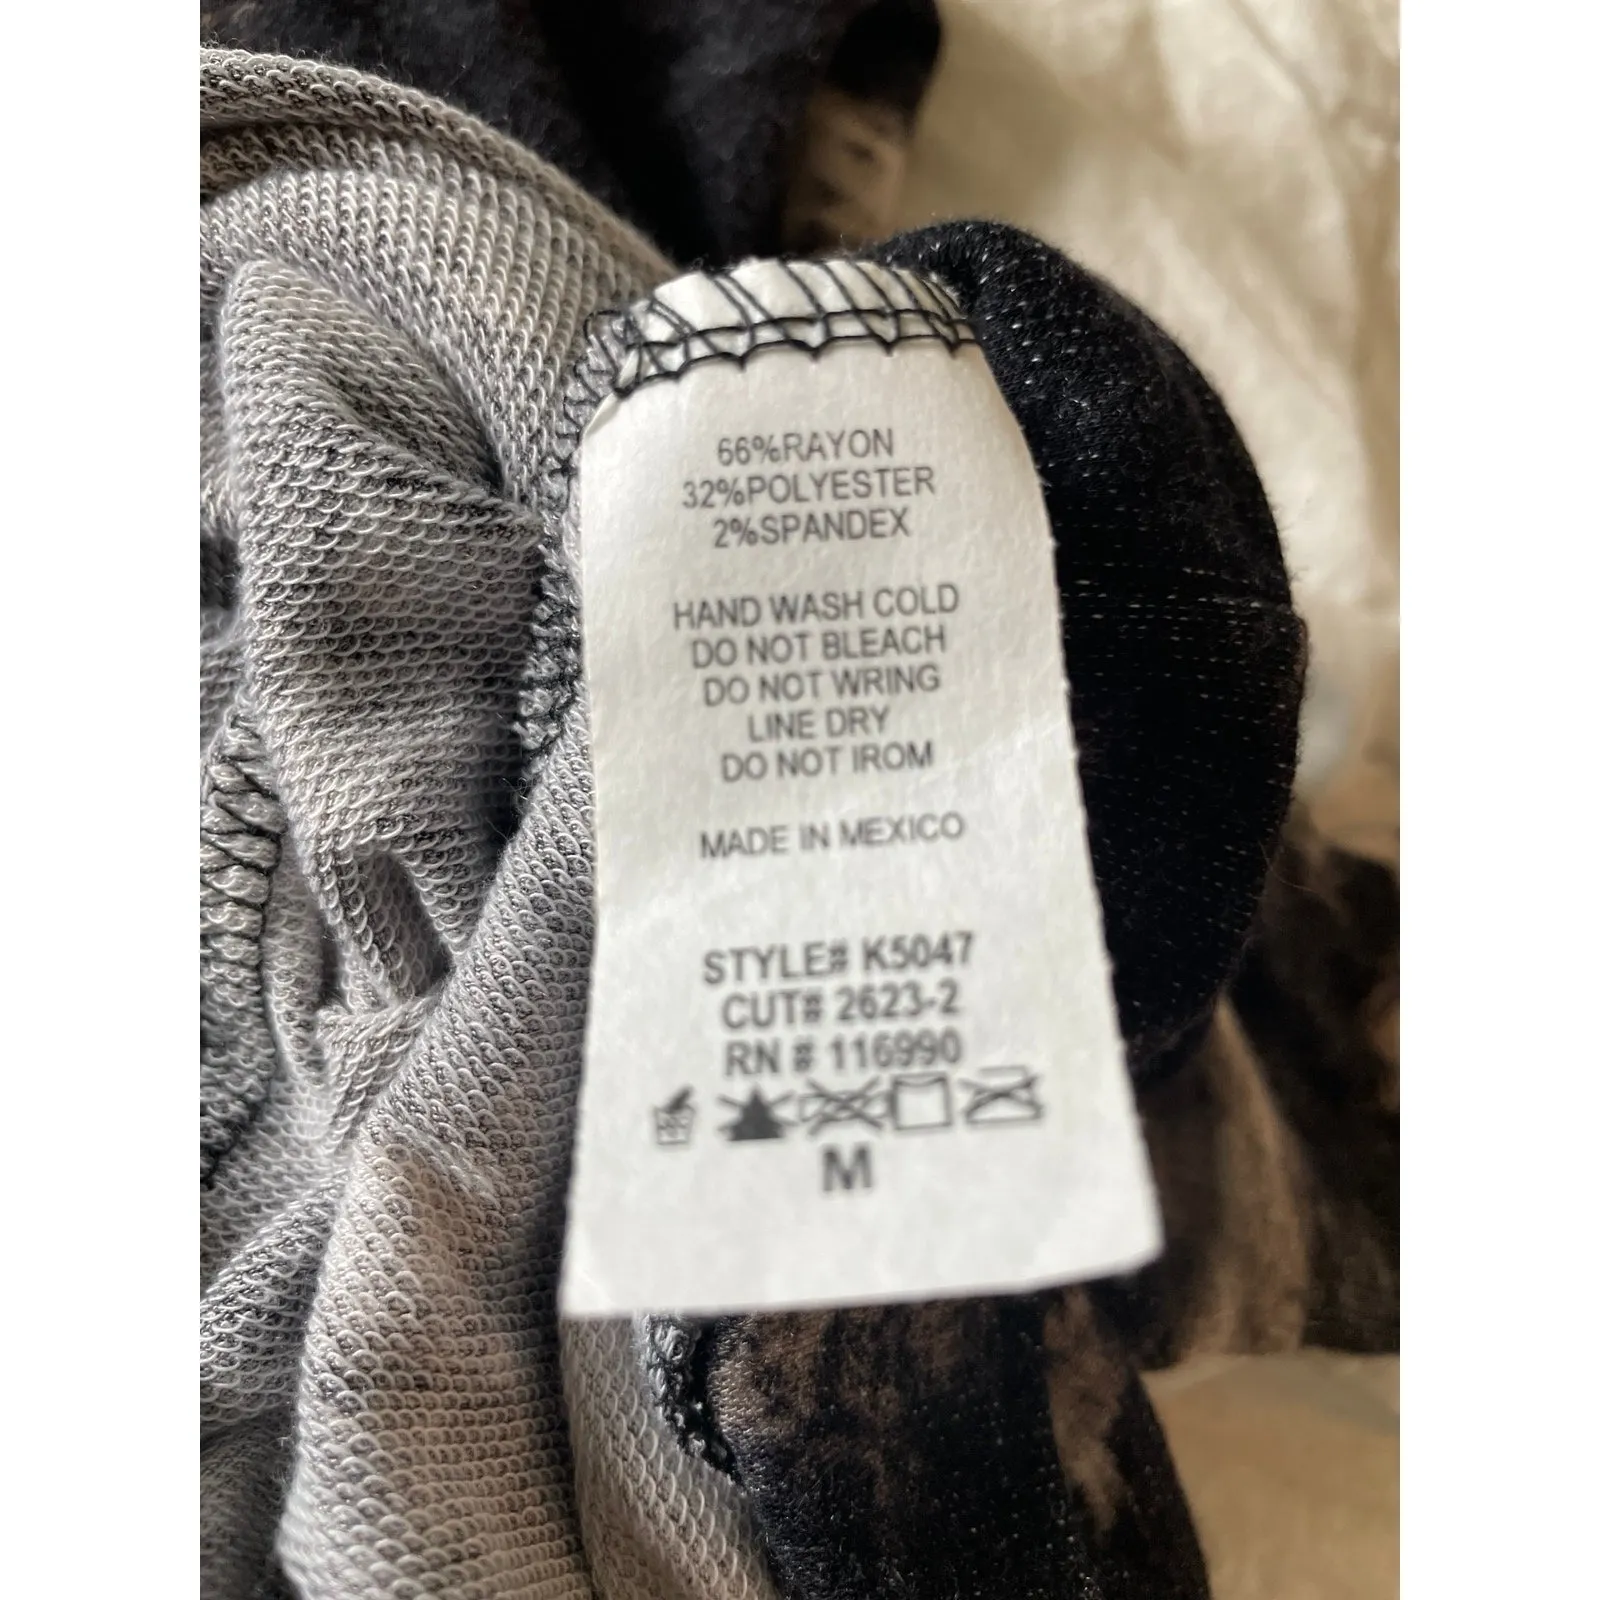 66%RAYON
32%POLYESTER
2%SPANDEX
HAND WASH COLD
DO NOT BLEACH
DO NOT WRING
LINE DRY
DO NOT IROM
MADE IN MEXICO
STYLE# K5047
CUT# 2623-2
RN # 116990
M